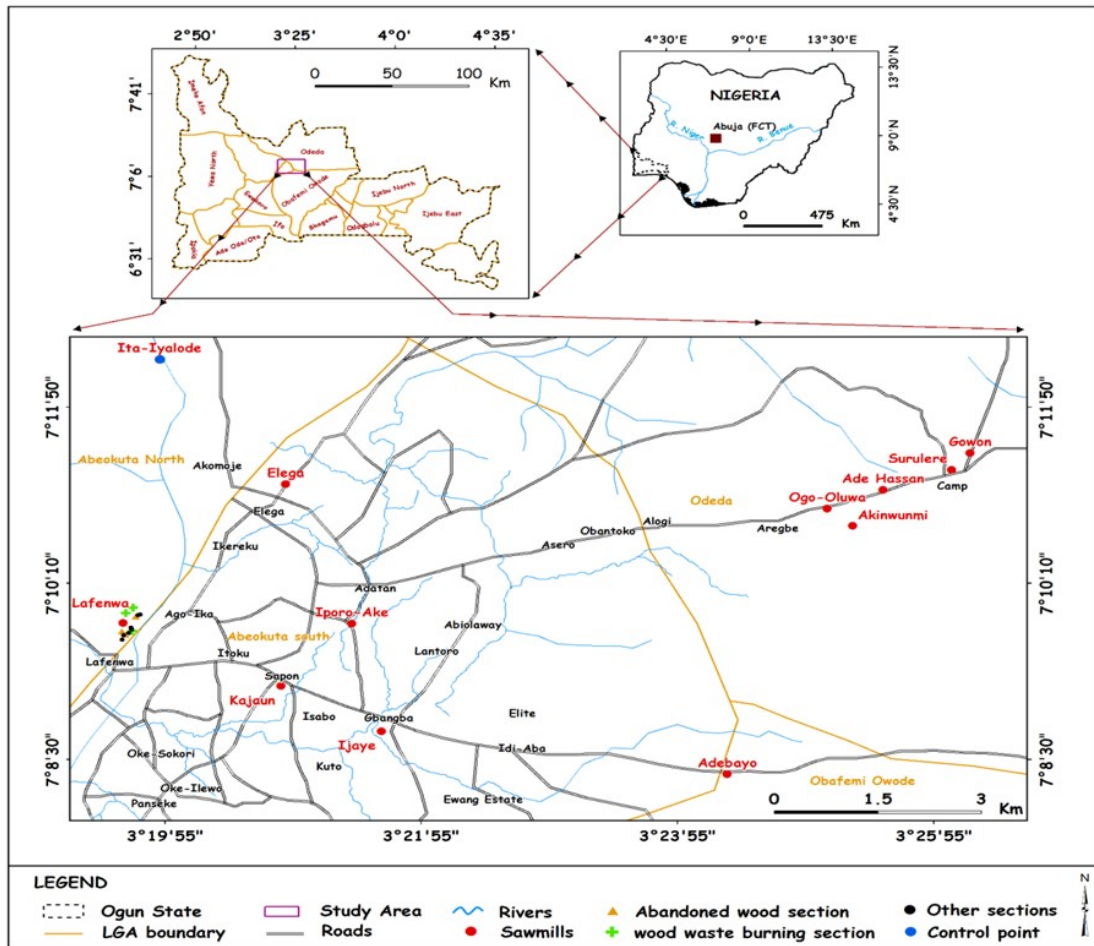 2°50" 3°25" 4°0' 4°35'
0 50 100
Km
7°41'
7°6'
6°31'
Imeko Afon
Yewa North
Odeda
Obafemi Owode
Ewekoro
Ifo
Ado Odo/Ota
Ipokia
Shagamu
Odogbolu
Ijebu North
Ijebu East
4°30'E 9°0'E 13°30'E
13°30'N
9°0'N
4°30'N
NIGERIA
Abuja (FCT)
R. Niger
R. Benue
0 475
Km
Ita-Iyalode
7°11'50"
7°11'50"
Gowon
Surulere
Abeokuta North
Akomoje
Elega
Ade Hassan
Camp
Odeda
Ogo-Oluwa
Elega
Alogi
Akinwunmi
Obantoko
Aregbe
Ikereku
Asero
7°10'10"
7°10'10"
Adatan
Lafenwa
Ago-Ika
Iporo-Ake
Abiolaway
Abeokuta south
Lantoro
Lafenwa
Itoku
Sapon
Kajaun
Isabo
Gbangba
Elite
Ijaye
Idi-Aba
Oke-Sokori
7°8'30"
7°8'30"
Kuto
Adebayo
Obafemi Owode
Oke-Ilewo
Panseke
Ewang Estate
0 1.5 3
Km
3°19'55" 3°21'55" 3°23'55" 3°25'55"
LEGEND
N
Ogun State
Study Area
Rivers
Abandoned wood section
Other sections
LGA boundary
Roads
Sawmills
wood waste burning section
Control point